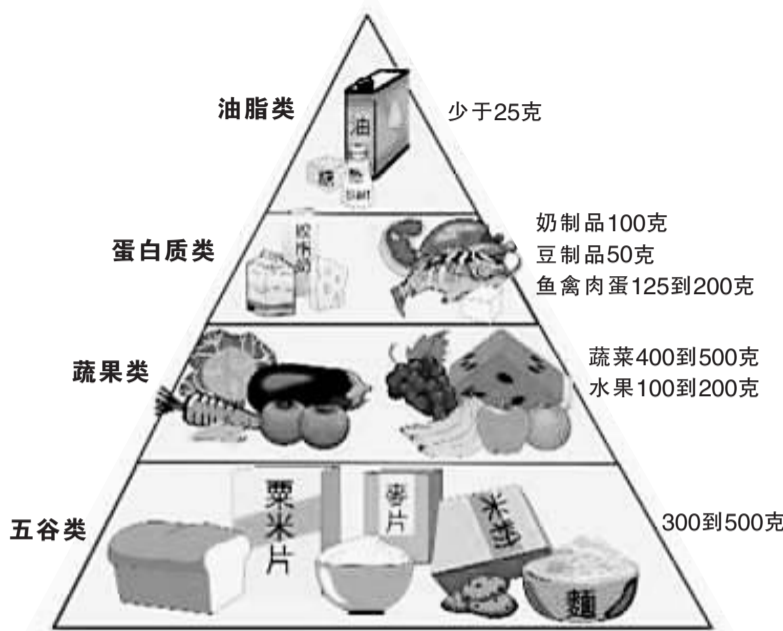 油脂类
少于25克
油
糖
蛋白质类
奶制品100克
豆制品50克
鱼禽肉蛋125到200克
蔬果类
蔬菜400到500克
水果100到200克
五谷类
300到500克
粟米片
麥片
米粉
麵